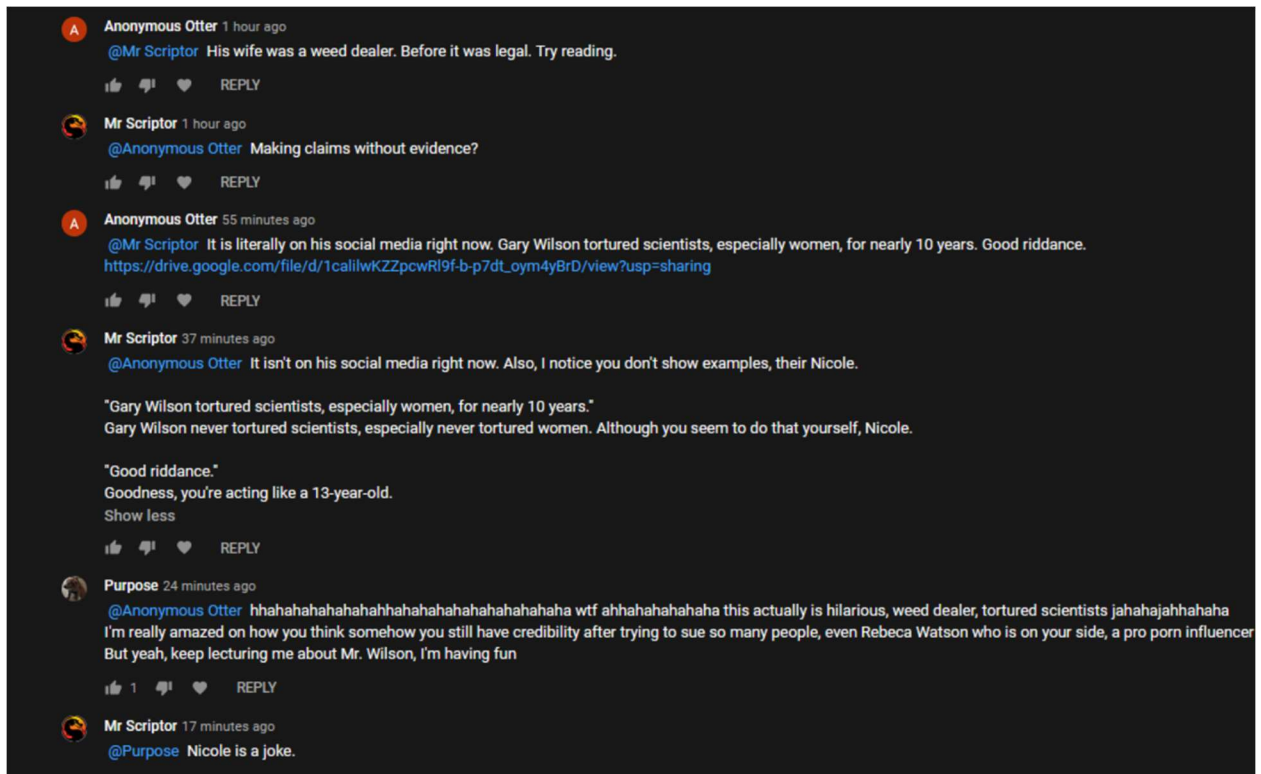 A Anonymous Otter 1 hour ago
@Mr Scriptor His wife was a weed dealer. Before it was legal. Try reading.
REPLY
Mr Scriptor 1 hour ago
@Anonymous Otter Making claims without evidence?
REPLY
A Anonymous Otter 55 minutes ago
@Mr Scriptor It is literally on his social media right now. Gary Wilson tortured scientists, especially women, for nearly 10 years. Good riddance.
https://drive.google.com/file/d/1calilwKZZpcwRl9f-b-p7dt_oym4yBrD/view?usp=sharing
REPLY
Mr Scriptor 37 minutes ago
@Anonymous Otter It isn't on his social media right now. Also, I notice you don't show examples, their Nicole.
"Gary Wilson tortured scientists, especially women, for nearly 10 years."
Gary Wilson never tortured scientists, especially never tortured women. Although you seem to do that yourself, Nicole.
"Good riddance."
Goodness, you're acting like a 13-year-old.
Show less
REPLY
Purpose 24 minutes ago
@Anonymous Otter hhahahahahahahahhahahahahahahahahahaha wtf ahhahahahahaha this actually is hilarious, weed dealer, tortured scientists jahahajahhahaha
I'm really amazed on how you think somehow you still have credibility after trying to sue so many people, even Rebeca Watson who is on your side, a pro porn influencer
But yeah, keep lecturing me about Mr. Wilson, I'm having fun
1 REPLY
Mr Scriptor 17 minutes ago
@Purpose Nicole is a joke.